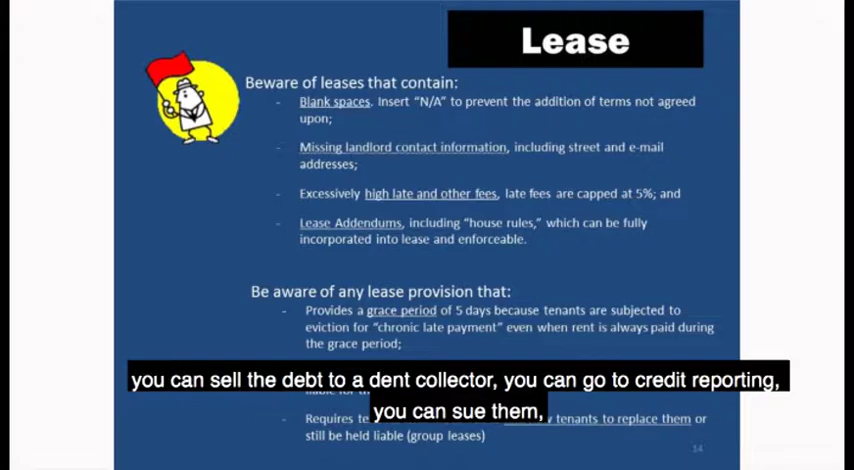 Lease
Beware of leases that contain:
- Blank spaces. Insert "N/A" to prevent the addition of terms not agreed
upon;
- Missing landlord contact information, including street and e-mail
addresses;
- Excessively high late and other fees, late fees are capped at 5%; and
- Lease Addendums, including "house rules," which can be fully
incorporated into lease and enforceable.
Be aware of any lease provision that:
- Provides a grace period of 5 days because tenants are subjected to
eviction for "chronic late payment" even when rent is always paid during
the grace period;
you can sell the debt to a dent collector, you can go to credit reporting,
you can sue them,
- Requires tenants to replace them or
still be held liable (group leases)
14